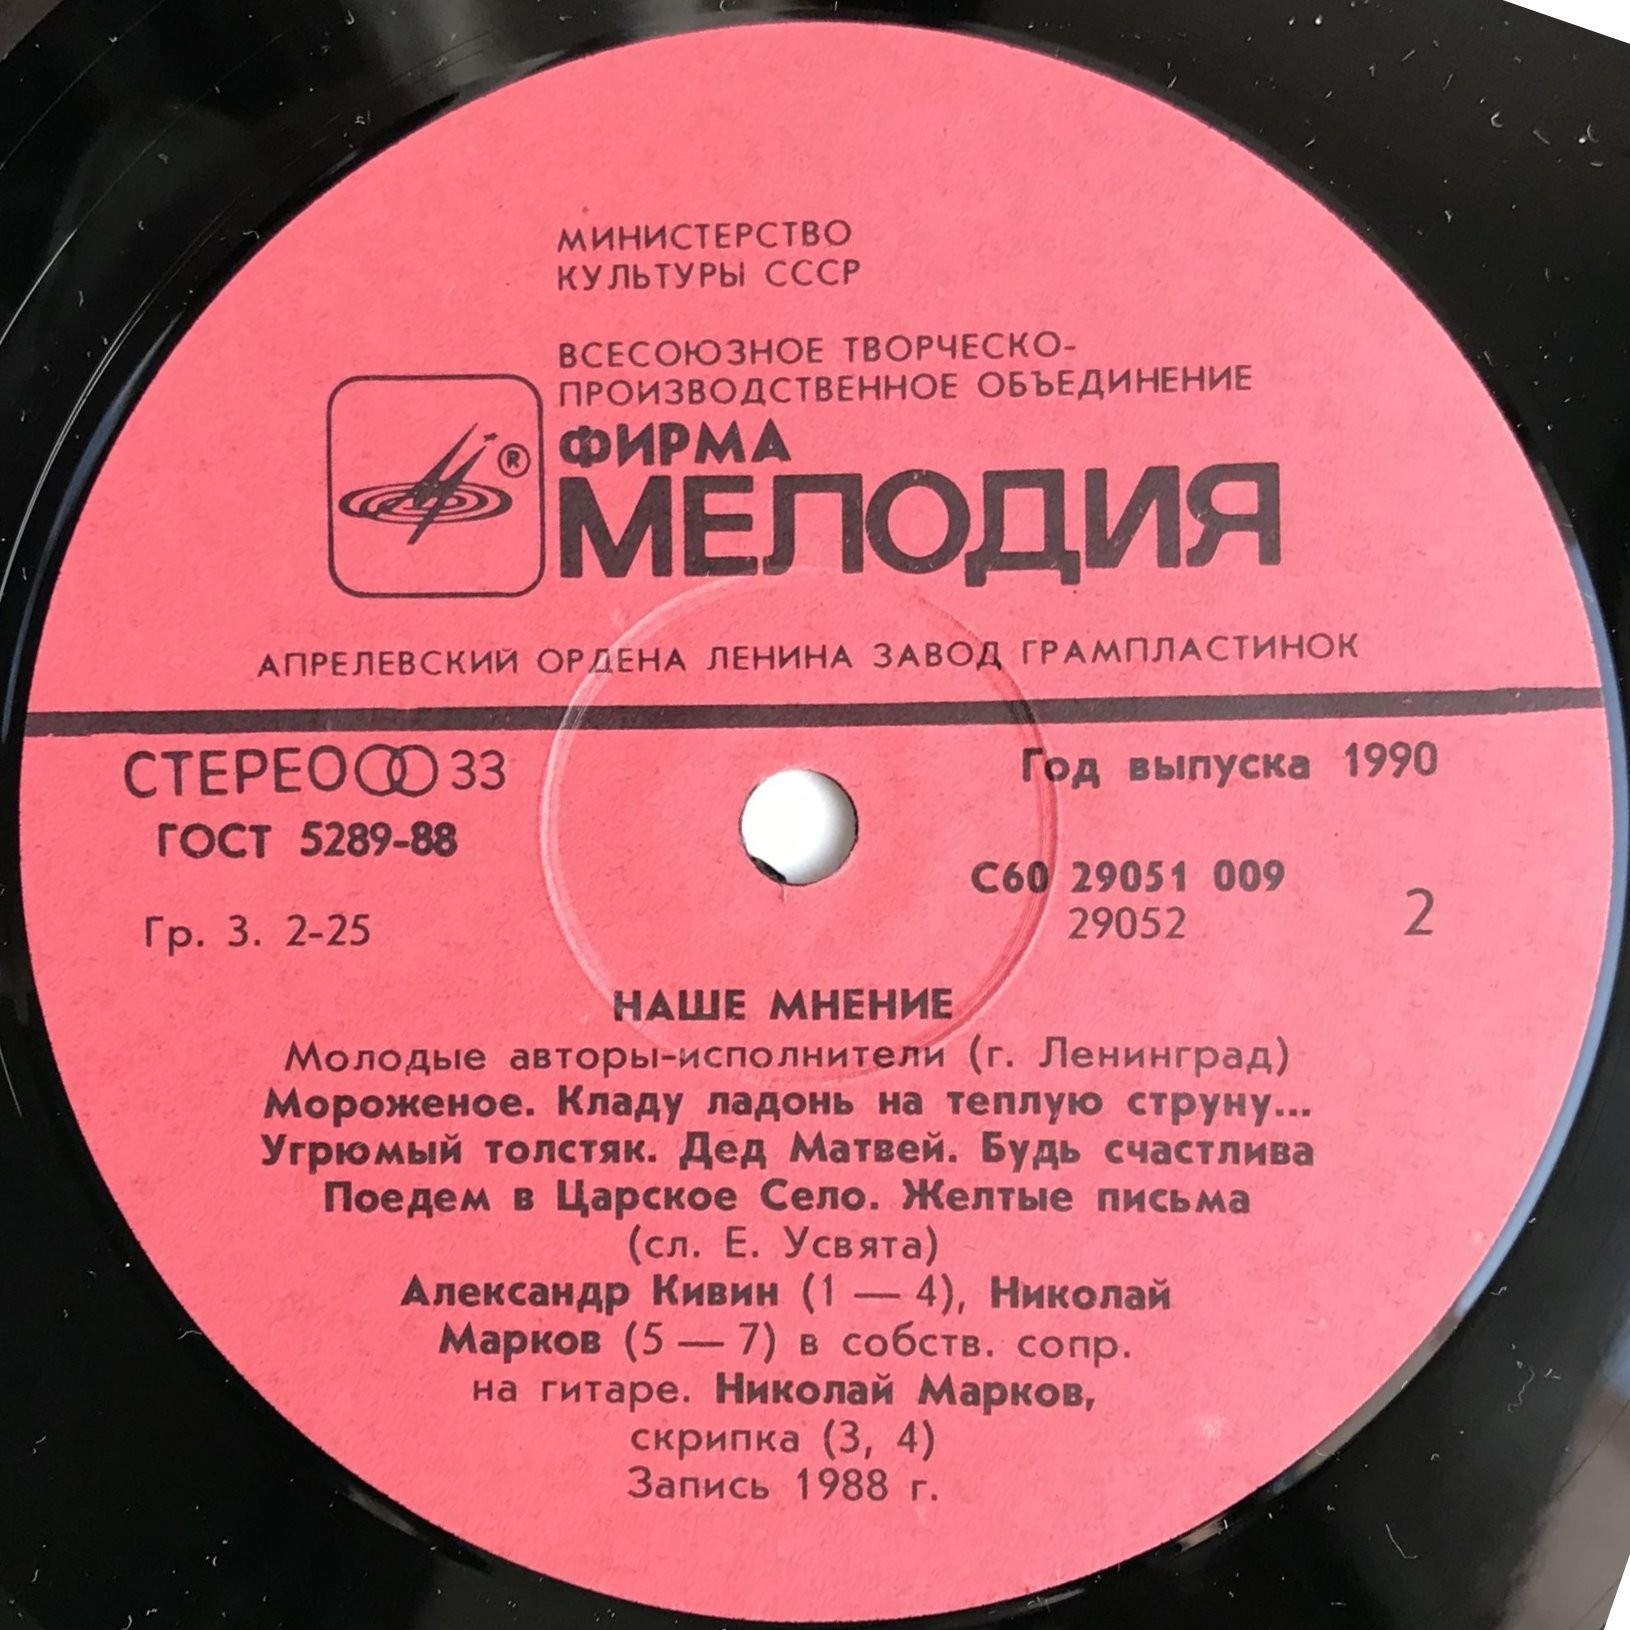 МИНИСТЕРСТВО
КУЛЬТУРЫ СССР
ВСЕСОЮЗНОЕ ТВОРЧЕСКО-
ПРОИЗВОДСТВЕННОЕ ОБЪЕДИНЕНИЕ
®
ФИРМА
МЕЛОДИЯ
АПРЕЛЕВСКИЙ ОРДЕНА ЛЕНИНА ЗАВОД ГРАМПЛАСТИНОК
СТЕРЕО 33
Год выпуска 1990
ГОСТ 5289-88
С60 29051 009
Гр. 3. 2-25
29052
2
НАШЕ МНЕНИЕ
Молодые авторы-исполнители (г. Ленинград)
Мороженое. Кладу ладонь на теплую струну...
Угрюмый толстяк. Дед Матвей. Будь счастлива
Поедем в Царское Село. Желтые письма
(сл. Е. Усвята)
Александр Кивин (1 — 4), Николай
Марков (5 — 7) в собств. сопр.
на гитаре. Николай Марков,
скрипка (3, 4)
Запись 1988 г.